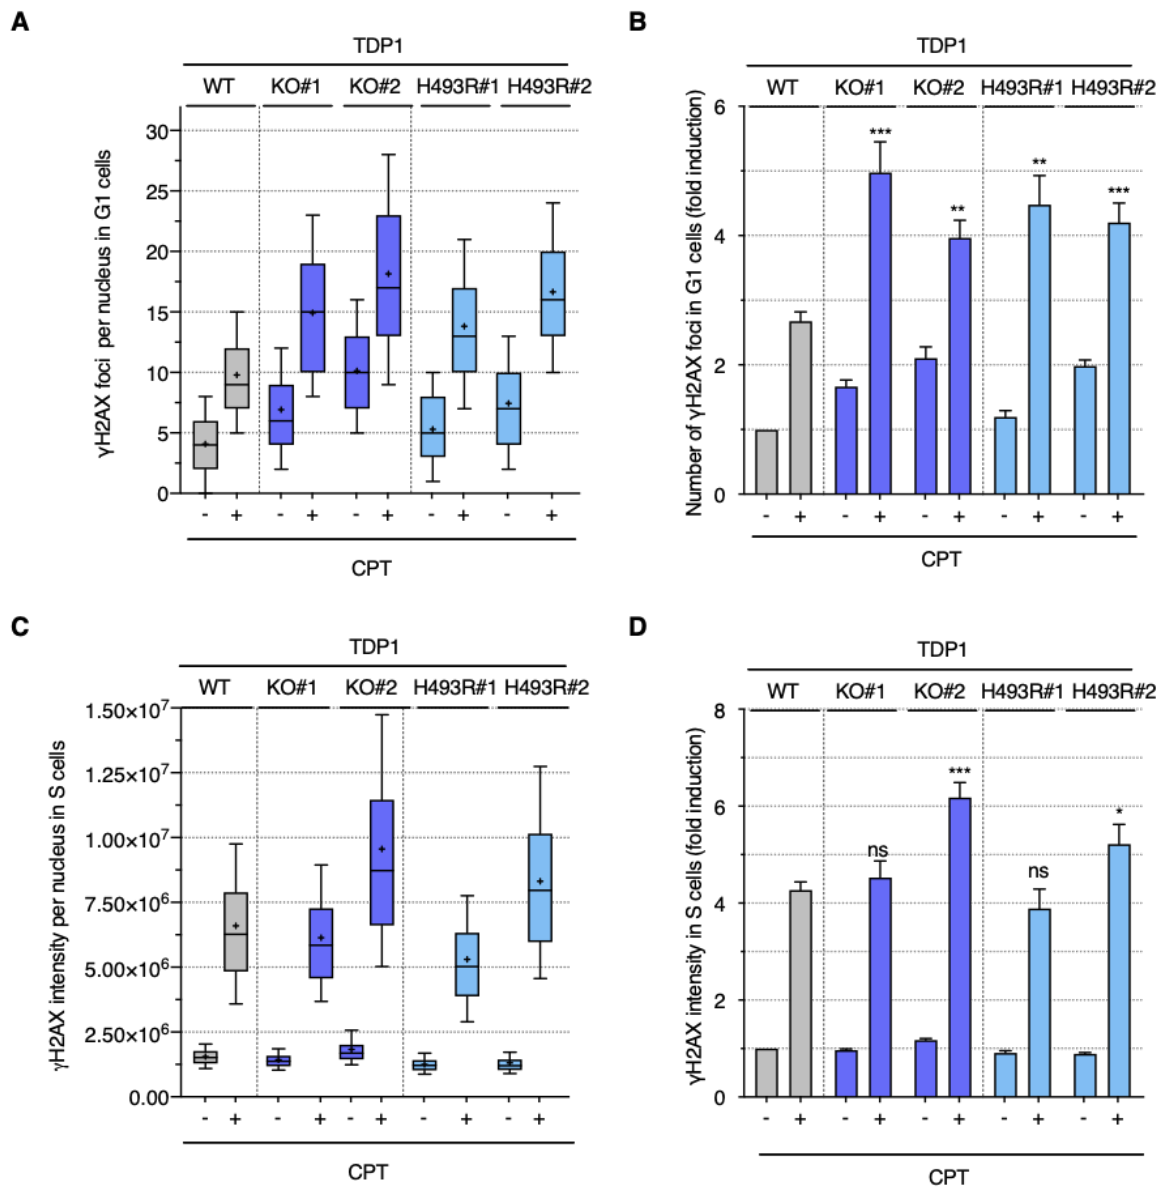 A
TDP1
WT KO#1 KO#2 H493R#1 H493R#2
γH2AX foci per nucleus in G1 cells
30
25
20
15
10
5
0
- + - + - + - + - +
CPT
B
TDP1
WT KO#1 KO#2 H493R#1 H493R#2
Number of γH2AX foci in G1 cells (fold induction)
6
4
2
0
*** ** ** ***
- + - + - + - + - +
CPT
C
TDP1
WT KO#1 KO#2 H493R#1 H493R#2
γH2AX intensity per nucleus in S cells
1.50×10⁷
1.25×10⁷
1.00×10⁷
7.50×10⁶
5.00×10⁶
2.50×10⁶
0.00
- + - + - + - + - +
CPT
D
TDP1
WT KO#1 KO#2 H493R#1 H493R#2
γH2AX intensity in S cells (fold induction)
8
6
4
2
0
ns *** ns *
- + - + - + - + - +
CPT